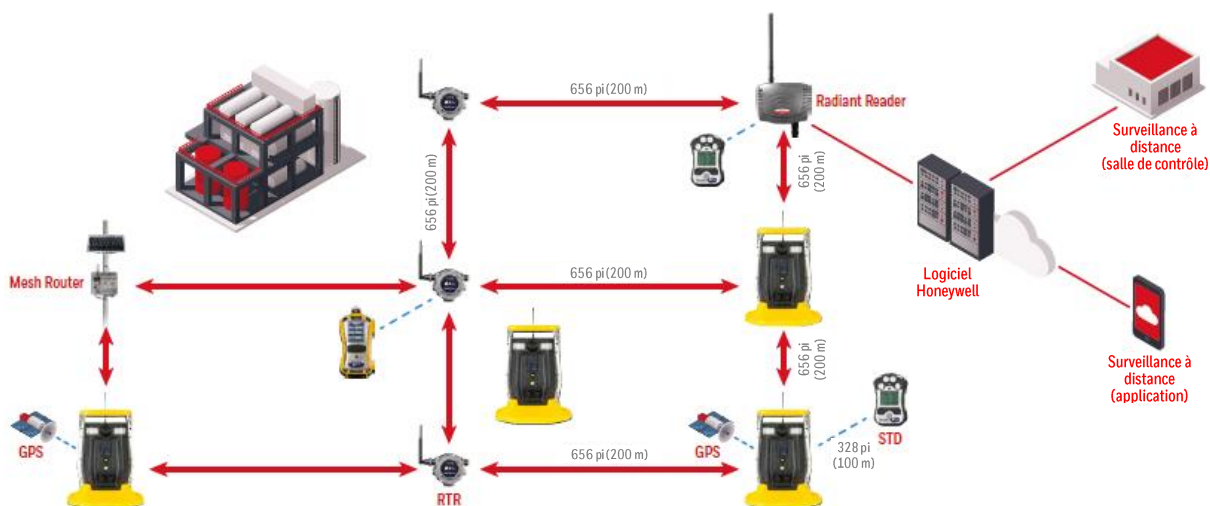 656 pi (200 m)
Radiant Reader
Surveillance à
distance
(salle de contrôle)
656 pi (200 m)
656 pi
(200 m)
Mesh Router
656 pi (200 m)
Logiciel
Honeywell
656 pi
(200 m)
Surveillance à
distance
(application)
GPS
GPS
STD
656 pi (200 m)
328 pi
(100 m)
RTR